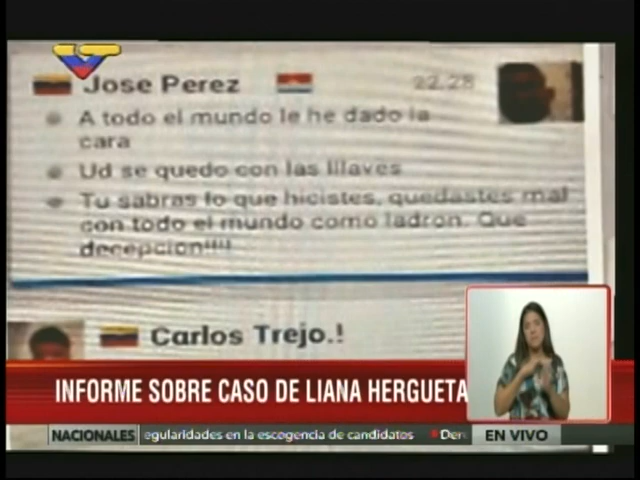 Jose Perez 22.28
A todo el mundo le he dado la
cara
Ud se quedo con las lllaves
Tu sabras lo que hicistes, quedastes mal
con todo el mundo como ladron. Que
decepcion!!!!
Carlos Trejo.!
INFORME SOBRE CASO DE LIANA HERGUETA
NACIONALES egularidades en la escogencia de candidatos Der EN VIVO